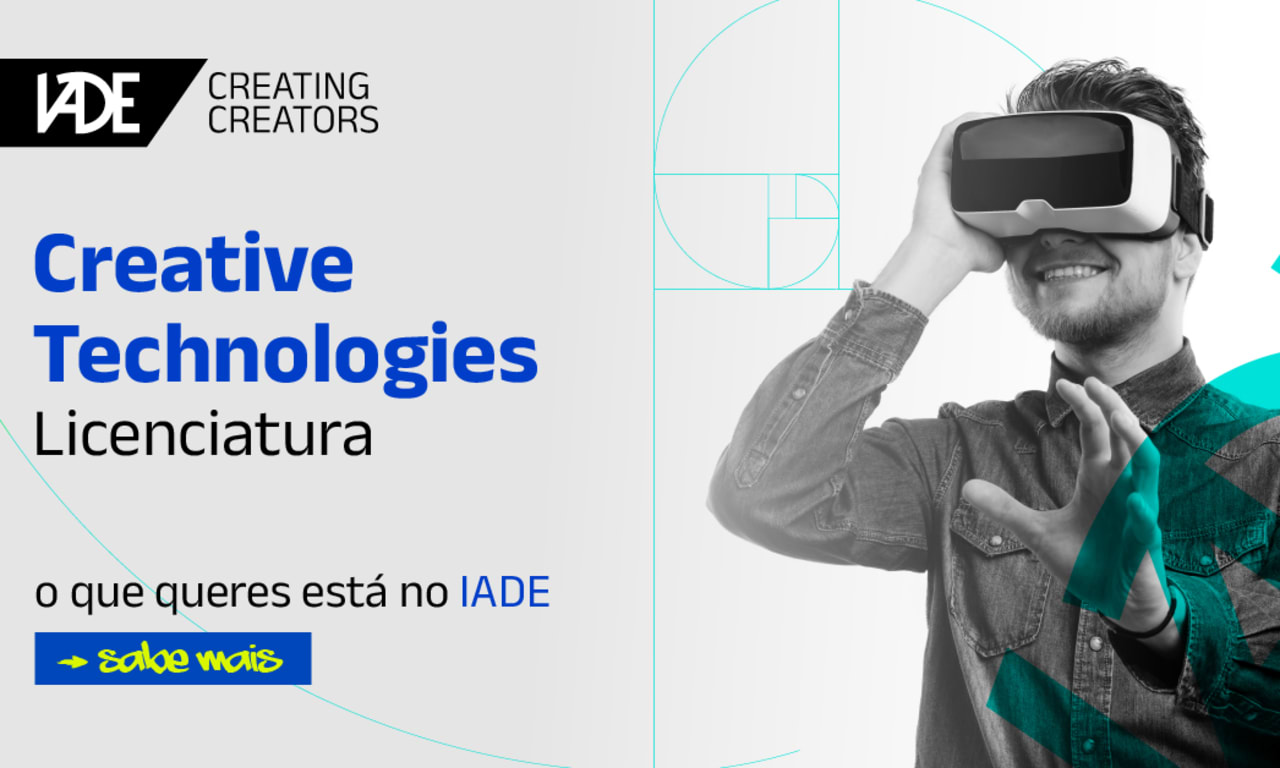 IADE
CREATING
CREATORS
Creative
Technologies
Licenciatura
o que queres está no IADE
→ sabe mais